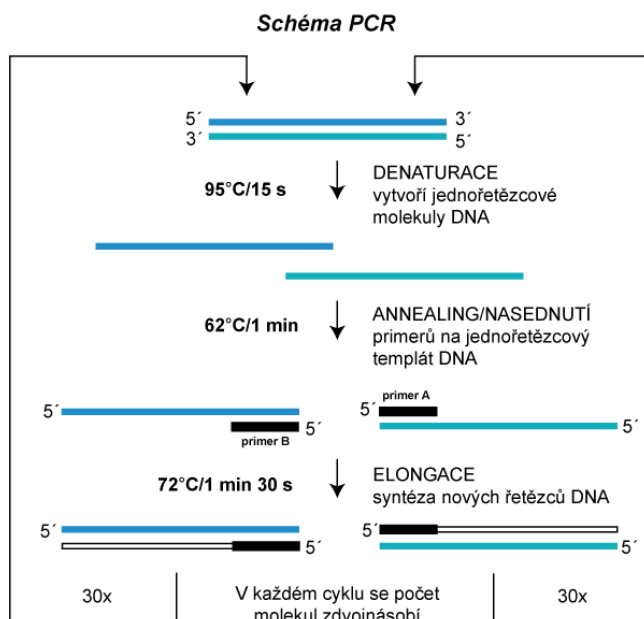 Schéma PCR
5´ 3´
3´ 5´
95°C/15 s
DENATURACE
vytvoří jednořetězcové
molekuly DNA
62°C/1 min
ANNEALING/NASEDNUTÍ
primerů na jednořetězcový
templát DNA
5´ primer B 5´
5´ primer A
72°C/1 min 30 s
ELONGACE
syntéza nových řetězců DNA
5´ 5´
5´
30x
V každém cyklu se počet
molekul zdvojnásobí
30x